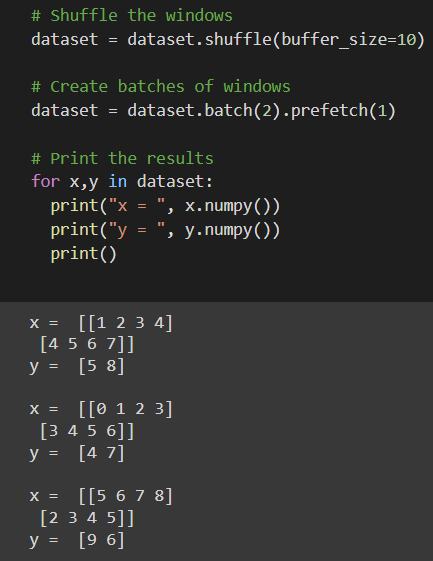 # Shuffle the windows
dataset = dataset.shuffle(buffer_size=10)
# Create batches of windows
dataset = dataset.batch(2).prefetch(1)
# Print the results
for x,y in dataset:
  print("x = ", x.numpy())
  print("y = ", y.numpy())
  print()
x =  [[1 2 3 4]
 [4 5 6 7]]
y =  [5 8]
x =  [[0 1 2 3]
 [3 4 5 6]]
y =  [4 7]
x =  [[5 6 7 8]
 [2 3 4 5]]
y =  [9 6]